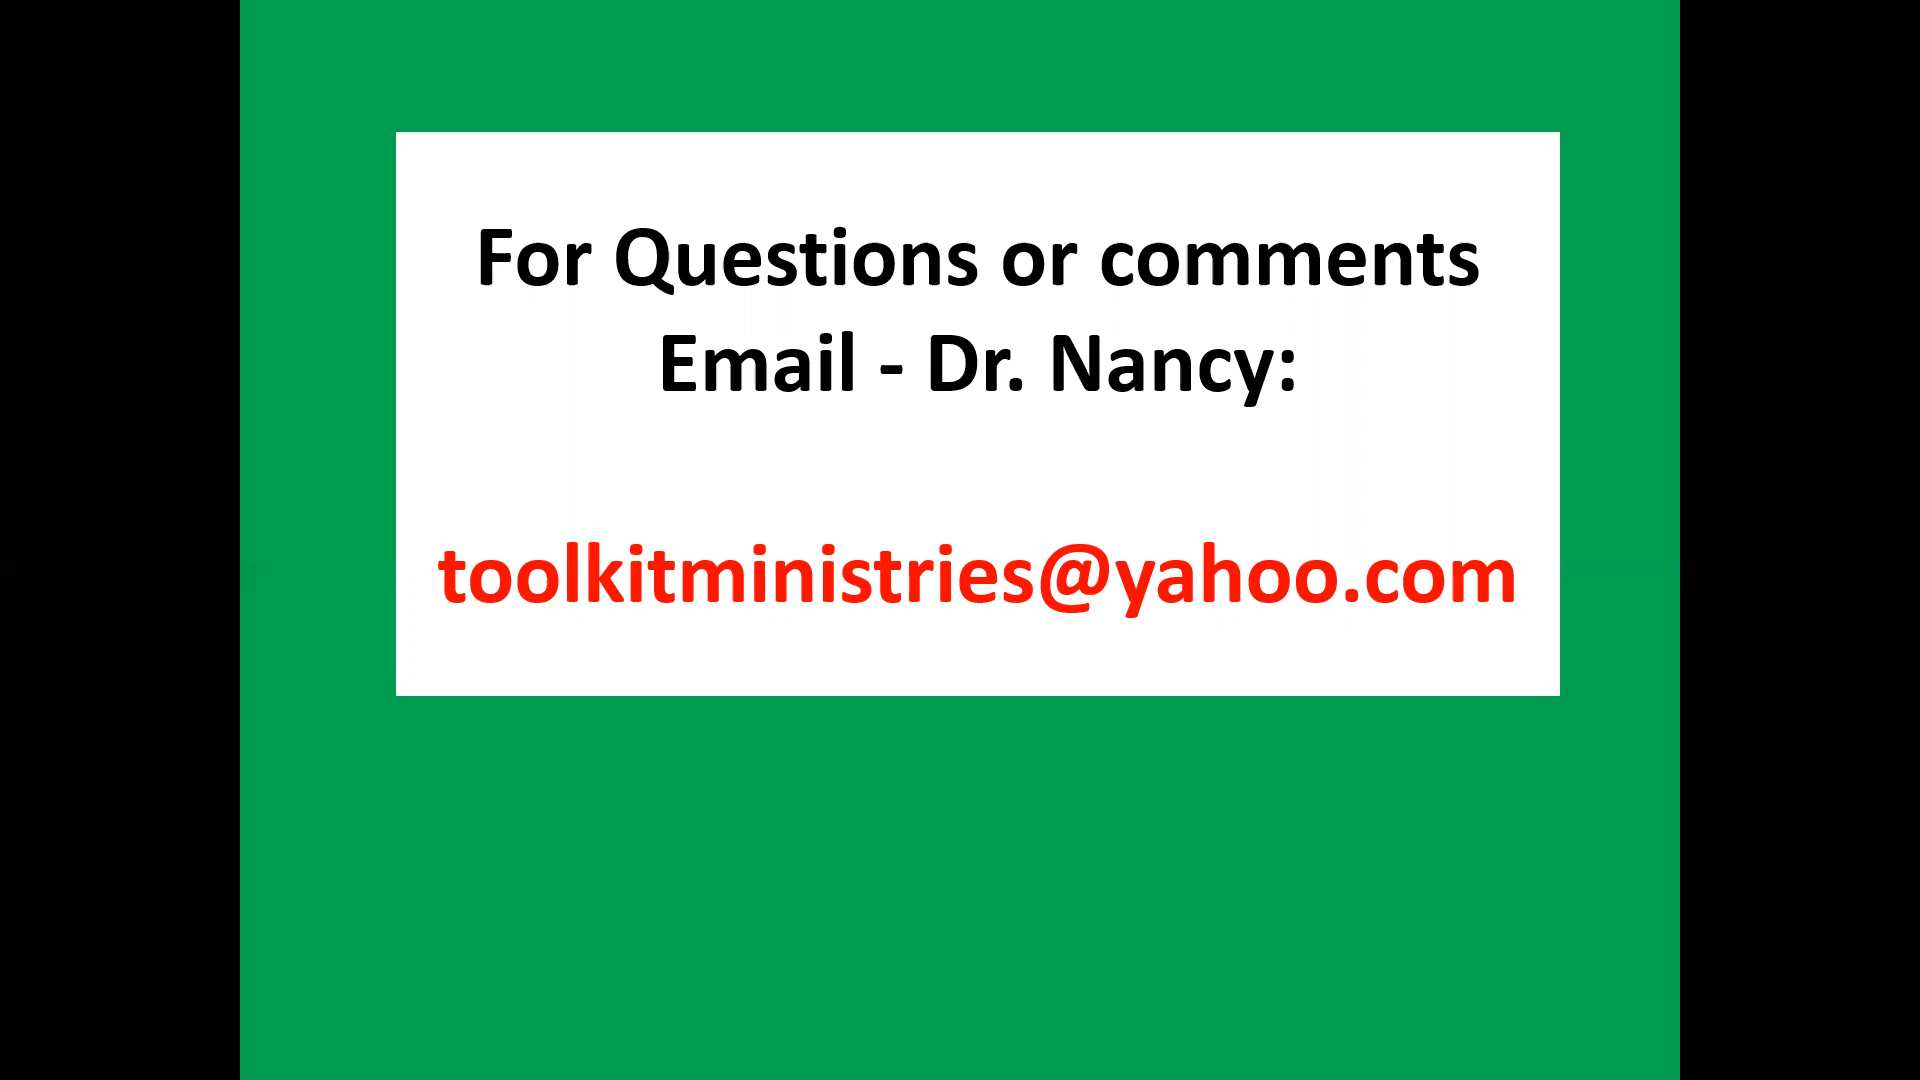 For Questions or comments
Email - Dr. Nancy:
toolkitministries@yahoo.com